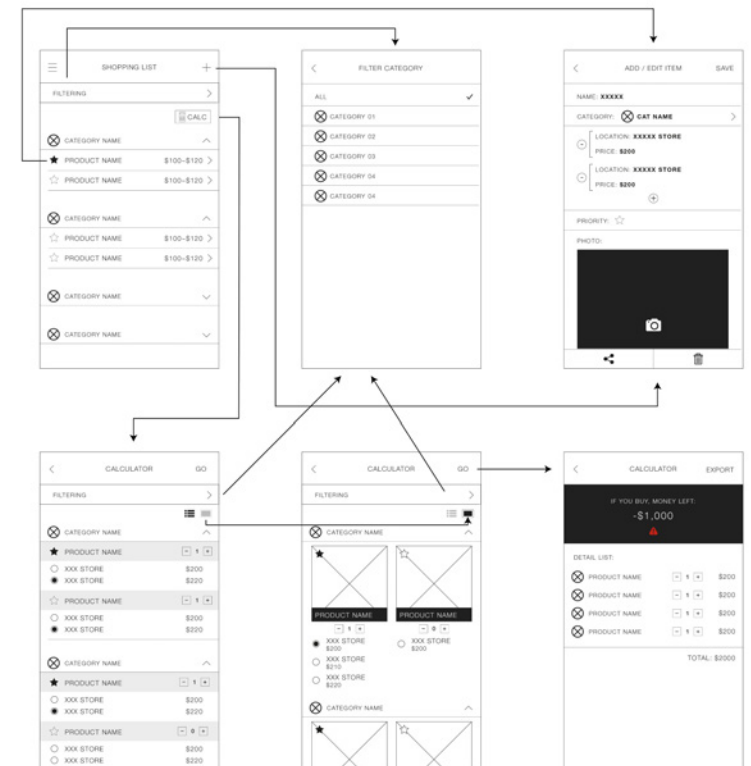 SHOPPING LIST +
FILTERING
CALC
CATEGORY NAME
PRODUCT NAME $100-$120
PRODUCT NAME $100-$120
CATEGORY NAME
PRODUCT NAME $100-$120
PRODUCT NAME $100-$120
CATEGORY NAME
CATEGORY NAME
FILTER CATEGORY
ALL
CATEGORY 01
CATEGORY 02
CATEGORY 03
CATEGORY 04
CATEGORY 04
ADD / EDIT ITEM SAVE
NAME: XXXXX
CATEGORY: CAT NAME
LOCATION: XXXXX STORE
PRICE: $200
LOCATION: XXXXX STORE
PRICE: $200
PRIORITY:
PHOTO:
CALCULATOR GO
FILTERING
CATEGORY NAME
PRODUCT NAME - 1 +
XXX STORE $200
XXX STORE $220
PRODUCT NAME - 1 +
XXX STORE $200
XXX STORE $220
CATEGORY NAME
PRODUCT NAME - 1 +
XXX STORE $200
XXX STORE $220
PRODUCT NAME - 0 +
XXX STORE $200
XXX STORE $220
CALCULATOR GO
FILTERING
CATEGORY NAME
PRODUCT NAME PRODUCT NAME
- 1 + - 0 +
XXX STORE XXX STORE
$200 $200
XXX STORE
$210
XXX STORE
$220
CATEGORY NAME
CALCULATOR EXPORT
IF YOU BUY, MONEY LEFT:
-$1,000
DETAIL LIST:
PRODUCT NAME - 1 + $200
PRODUCT NAME - 1 + $200
PRODUCT NAME - 1 + $200
PRODUCT NAME - 1 + $200
TOTAL: $2000